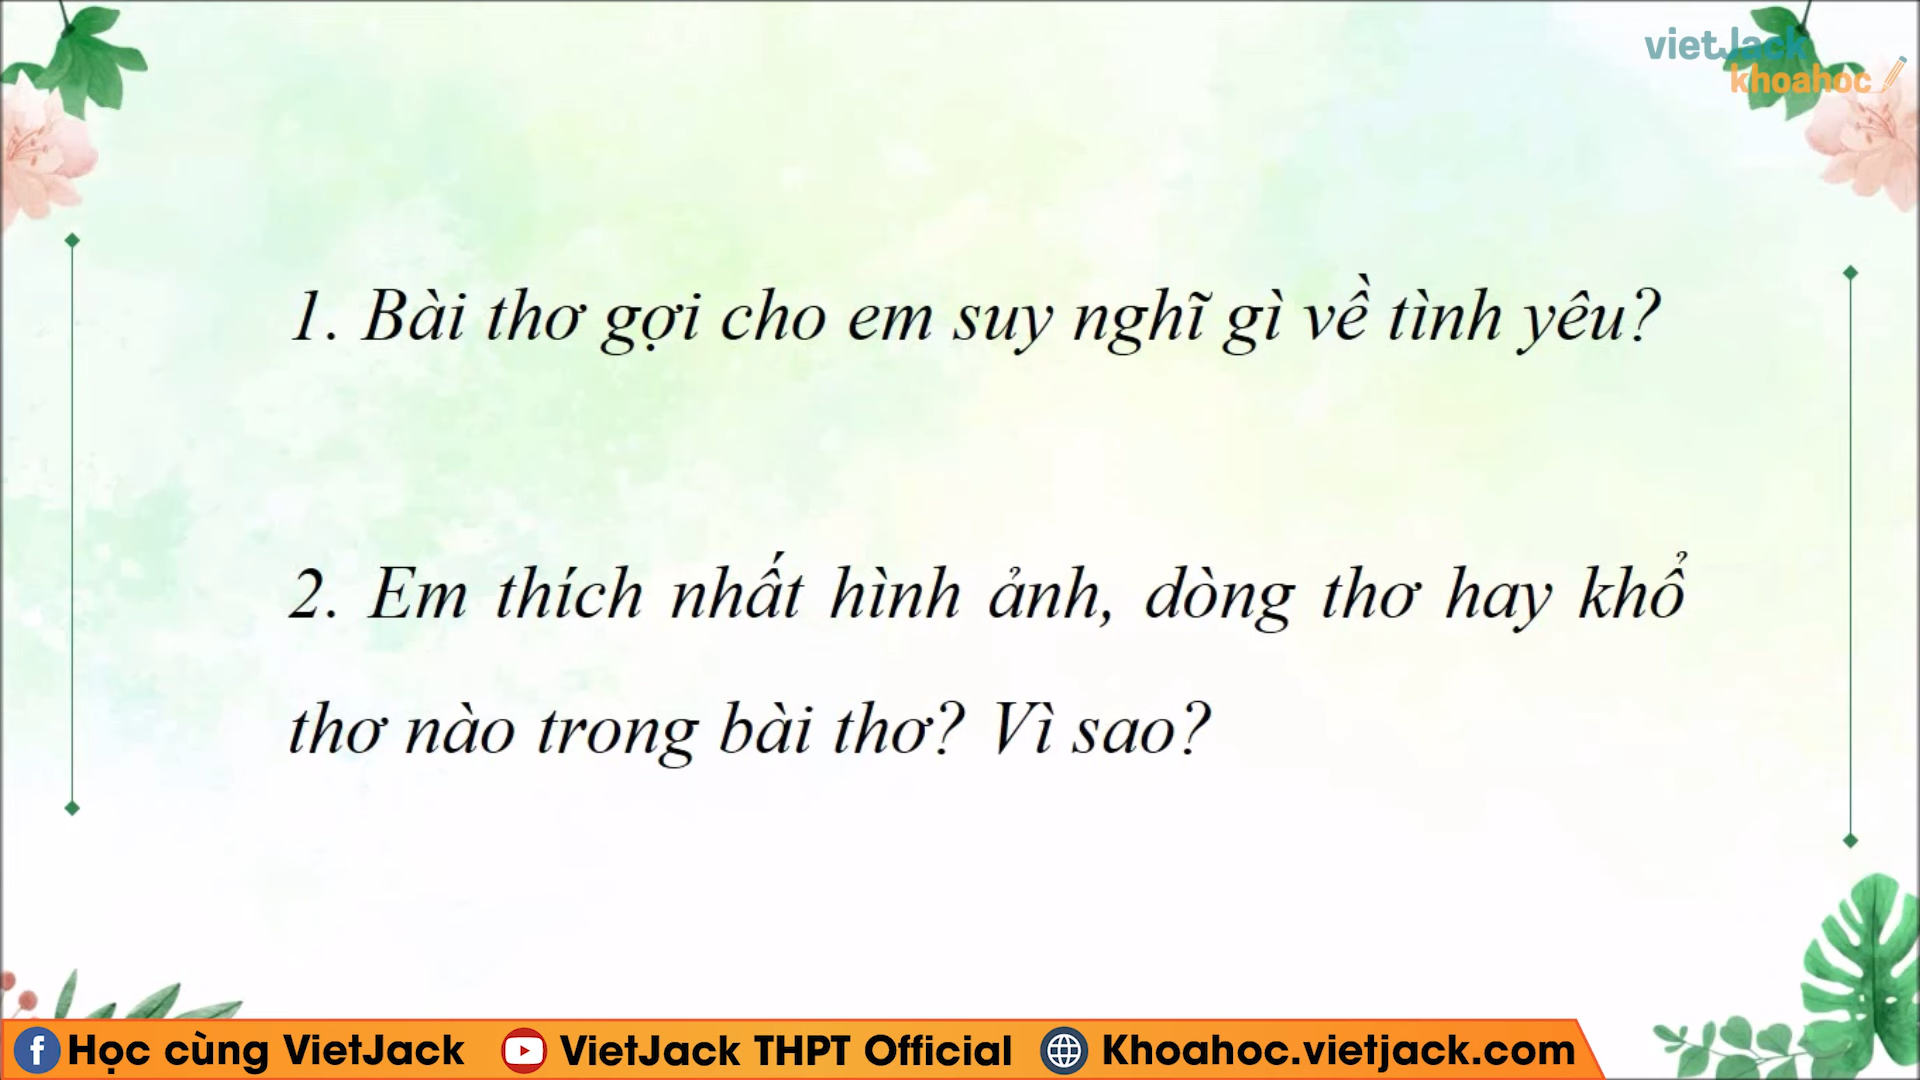 vietJack
khoahoc
1. Bài thơ gợi cho em suy nghĩ gì về tình yêu?
2. Em thích nhất hình ảnh, dòng thơ hay khổ
thơ nào trong bài thơ? Vì sao?
Học cùng VietJack VietJack THPT Official Khoahoc.vietjack.com